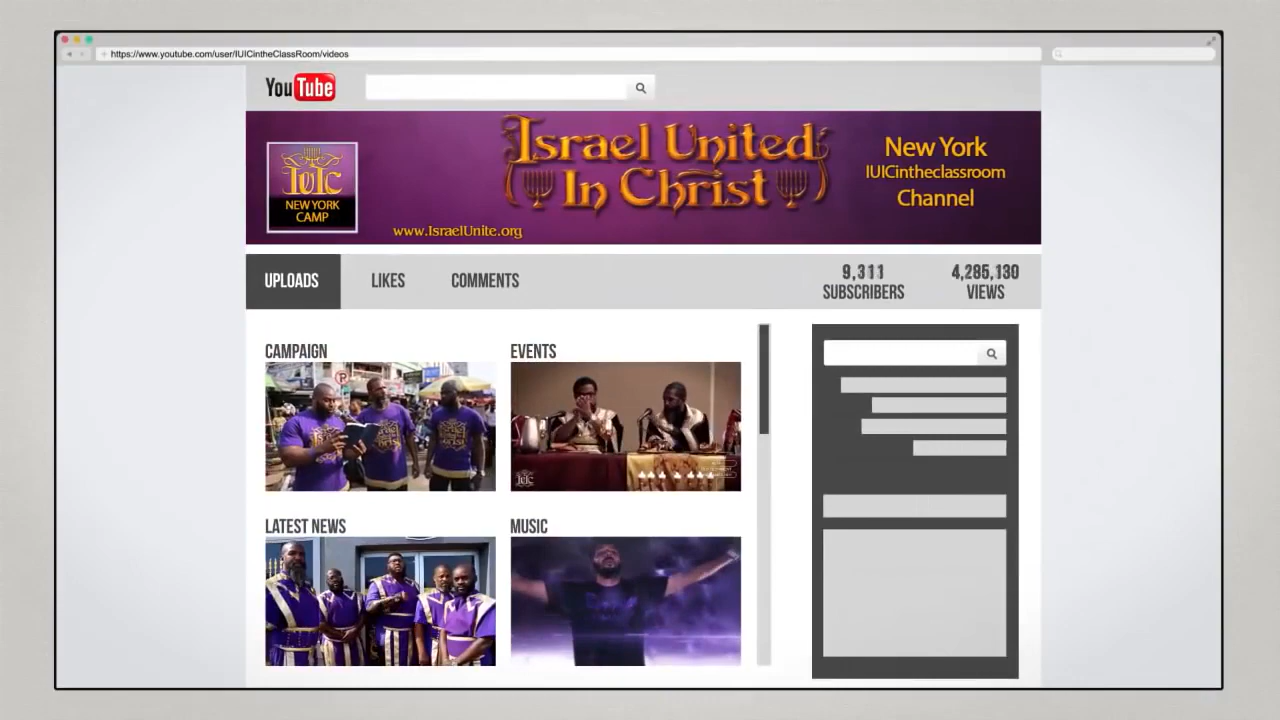 https://www.youtube.com/user/IUICintheClassRoom/videos
YouTube
Israel United
In Christ
IUIC
NEW YORK
CAMP
www.IsraelUnite.org
New York
IUICintheclassroom
Channel
UPLOADS
LIKES
COMMENTS
9,311
SUBSCRIBERS
4,285,130
VIEWS
CAMPAIGN
EVENTS
P
IUIC
LATEST NEWS
MUSIC